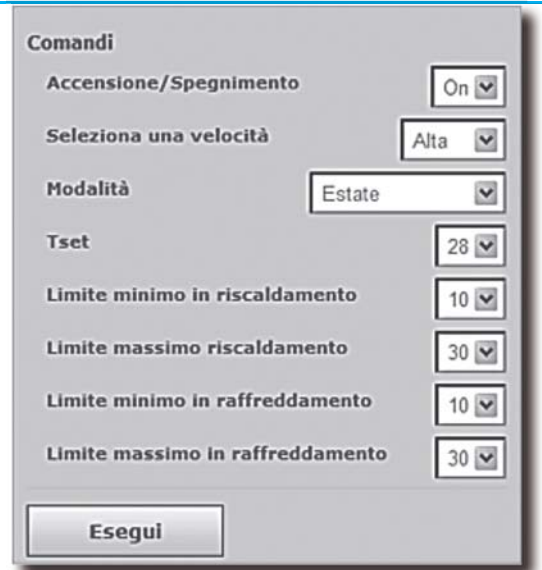 Comandi
Accensione/Spegnimento On
Seleziona una velocità Alta
Modalità Estate
Tset 28
Limite minimo in riscaldamento 10
Limite massimo riscaldamento 30
Limite minimo in raffreddamento 10
Limite massimo in raffreddamento 30
Esegui